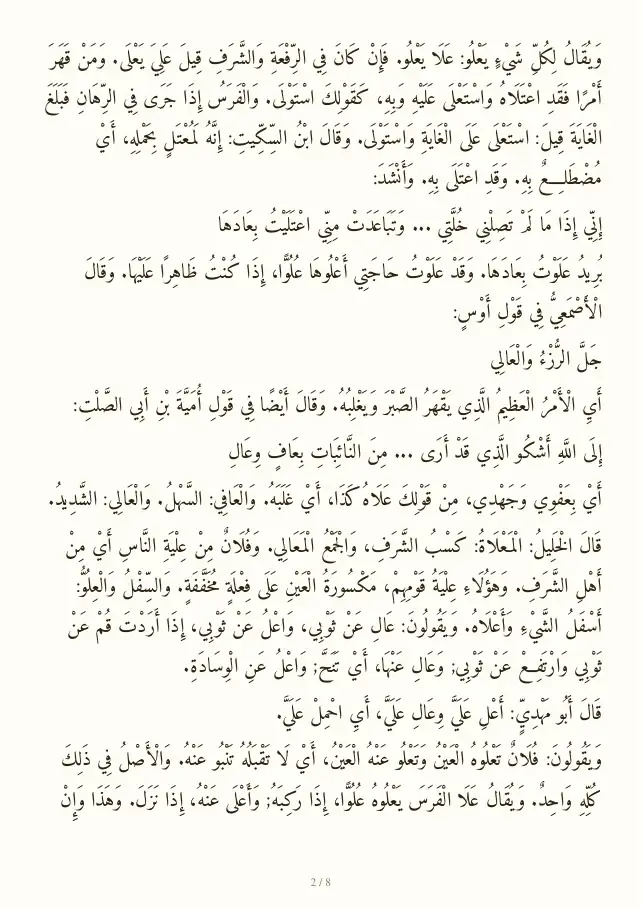 وَيُقَالُ لِكُلِّ شَيْءٍ يَعْلُو: عَلَا يَعْلُو. فَإِنْ كَانَ فِي الرِّفْعَةِ وَالشَّرَفِ قِيلَ عَلِيَ يَعْلَى. وَمَنْ قَهَرَ
أَمْرًا فَقَدِ اعْتَلَاهُ وَاسْتَعْلَى عَلَيْهِ وَبِهِ، كَقَوْلِكَ اسْتَوْلَى. وَالْفَرَسُ إِذَا جَرَى فِي الرِّهَانِ فَبَلَغَ
الْغَايَةَ قِيلَ: اسْتَعْلَى عَلَى الْغَايَةِ وَاسْتَوْلَى. وَقَالَ ابْنُ السِّكِّيتِ: إِنَّهُ لَمُعْتَلٍ بِحَمْلِهِ، أَيْ
مُضْطَلِعٌ بِهِ. وَقَدِ اعْتَلَى بِهِ. وَأَنْشَدَ:
إِنِّي إِذَا مَا لَمْ تَصِلْنِي خُلَّتِي ... وَتَبَاعَدَتْ مِنِّي اعْتَلَيْتُ بِعَادَهَا
يُرِيدُ عَلَوْتُ بِعَادَهَا. وَقَدْ عَلَوْتُ حَاجَتِي أَعْلُوهَا عُلُوًّا، إِذَا كُنْتُ ظَاهِرًا عَلَيْهَا. وَقَالَ
الْأَصْمَعِيُّ فِي قَوْلِ أَوْسٍ:
جَلَّ الرُّزْءُ وَالْعَالِي
أَيِ الْأَمْرُ الْعَظِيمُ الَّذِي يَقْهَرُ الصَّبْرَ وَيَغْلِبُهُ. وَقَالَ أَيْضًا فِي قَوْلِ أُمَيَّةَ بْنِ أَبِي الصَّلْتِ:
إِلَى اللَّهِ أَشْكُو الَّذِي قَدْ أَرَى ... مِنَ النَّائِبَاتِ بِعَافٍ وِعَالِ
أَيْ بِعَفْوِي وَجَهْدِي، مِنْ قَوْلِكَ عَلَاهُ كَذَا، أَيْ غَلَبَهُ. وَالْعَافِي: السَّهْلُ. وَالْعَالِي: الشَّدِيدُ.
قَالَ الْخَلِيلُ: الْمَعْلَاةُ: كَسْبُ الشَّرَفِ، وَالْجَمْعُ الْمَعَالِي. وَفُلَانٌ مِنْ عِلْيَةِ النَّاسِ أَيْ مِنْ
أَهْلِ الشَّرَفِ. وَهَؤُلَاءِ عِلْيَةُ قَوْمِهِمْ، مَكْسُورَةُ الْعَيْنِ عَلَى فِعْلَةٍ مُخَفَّفَةٍ. وَالسِّفْلُ وَالْعِلْوُ:
أَسْفَلُ الشَّيْءِ وَأَعْلَاهُ. وَيَقُولُونَ: عَالِ عَنْ ثَوْبِي، وَاعْلُ عَنْ ثَوْبِي، إِذَا أَرَدْتَ قُمْ عَنْ
ثَوْبِي وَارْتَفِعْ عَنْ ثَوْبِي; وَعَالِ عَنْهَا، أَيْ تَنَحَّ; وَاعْلُ عَنِ الْوِسَادَةِ.
قَالَ أَبُو مَهْدِيٍّ: أَعْلِ عَلَيَّ وَعَالِ عَلَيَّ، أَيِ احْمِلْ عَلَيَّ.
وَيَقُولُونَ: فُلَانٌ تَعْلُوهُ الْعَيْنُ وَتَعْلُو عَنْهُ الْعَيْنُ، أَيْ لَا تَقْبَلُهُ تَنْبُو عَنْهُ. وَالْأَصْلُ فِي ذَلِكَ
كُلِّهِ وَاحِدٌ. وَيُقَالُ عَلَا الْفَرَسَ يَعْلُوهُ عُلُوًّا، إِذَا رَكِبَهُ; وَأَعْلَى عَنْهُ، إِذَا نَزَلَ. وَهَذَا وَإِنْ
2 / 8